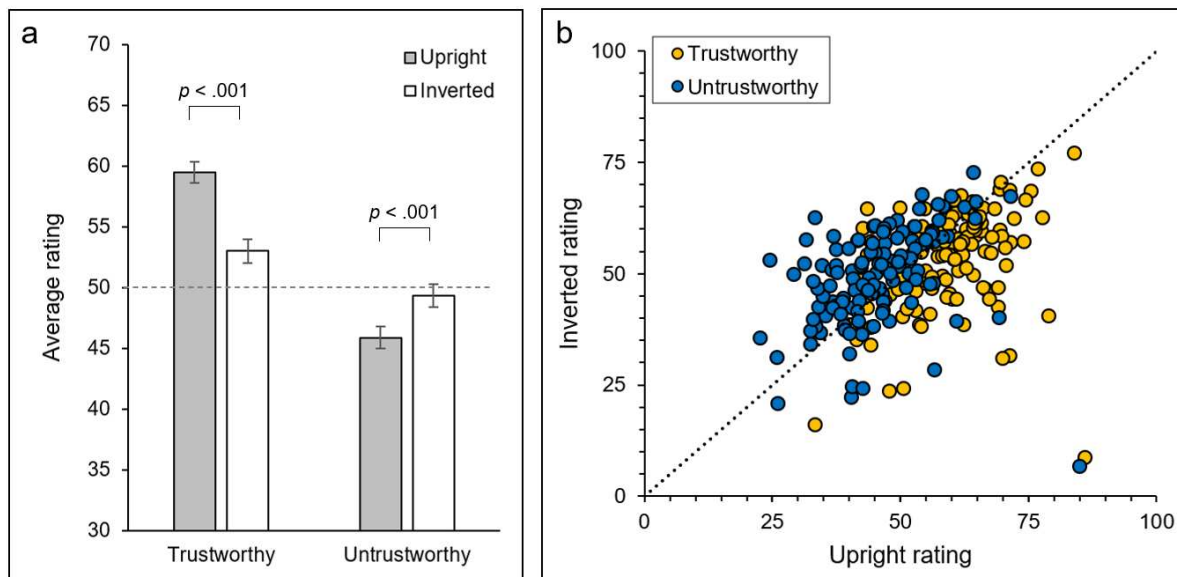 a
Average rating
70
65
60
55
50
45
40
35
30
Upright
Inverted
p < .001
p < .001
Trustworthy
Untrustworthy
b
Inverted rating
100
75
50
25
0
Trustworthy
Untrustworthy
0
25
50
75
100
Upright rating